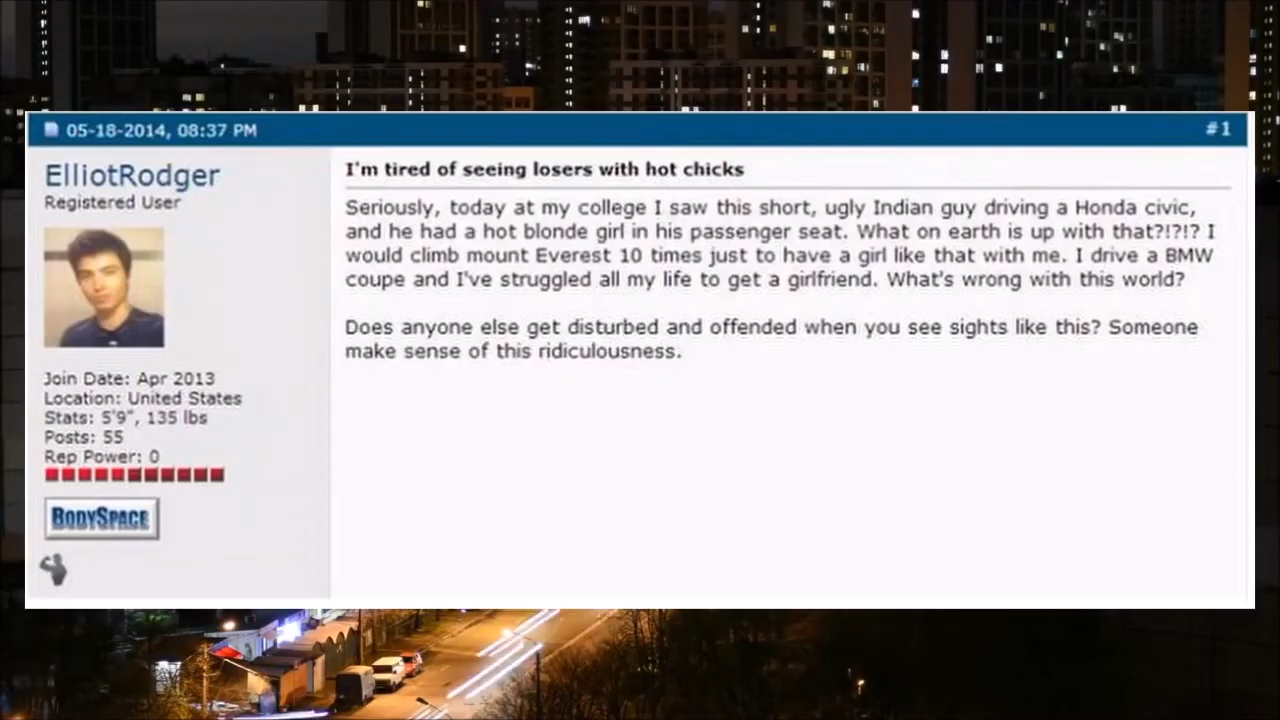 05-18-2014, 08:37 PM
#1
ElliotRodger
Registered User
Join Date: Apr 2013
Location: United States
Stats: 5'9", 135 lbs
Posts: 55
Rep Power: 0
BODYSPACE
I'm tired of seeing losers with hot chicks
Seriously, today at my college I saw this short, ugly Indian guy driving a Honda civic,
and he had a hot blonde girl in his passenger seat. What on earth is up with that?!?!? I
would climb mount Everest 10 times just to have a girl like that with me. I drive a BMW
coupe and I've struggled all my life to get a girlfriend. What's wrong with this world?
Does anyone else get disturbed and offended when you see sights like this? Someone
make sense of this ridiculousness.